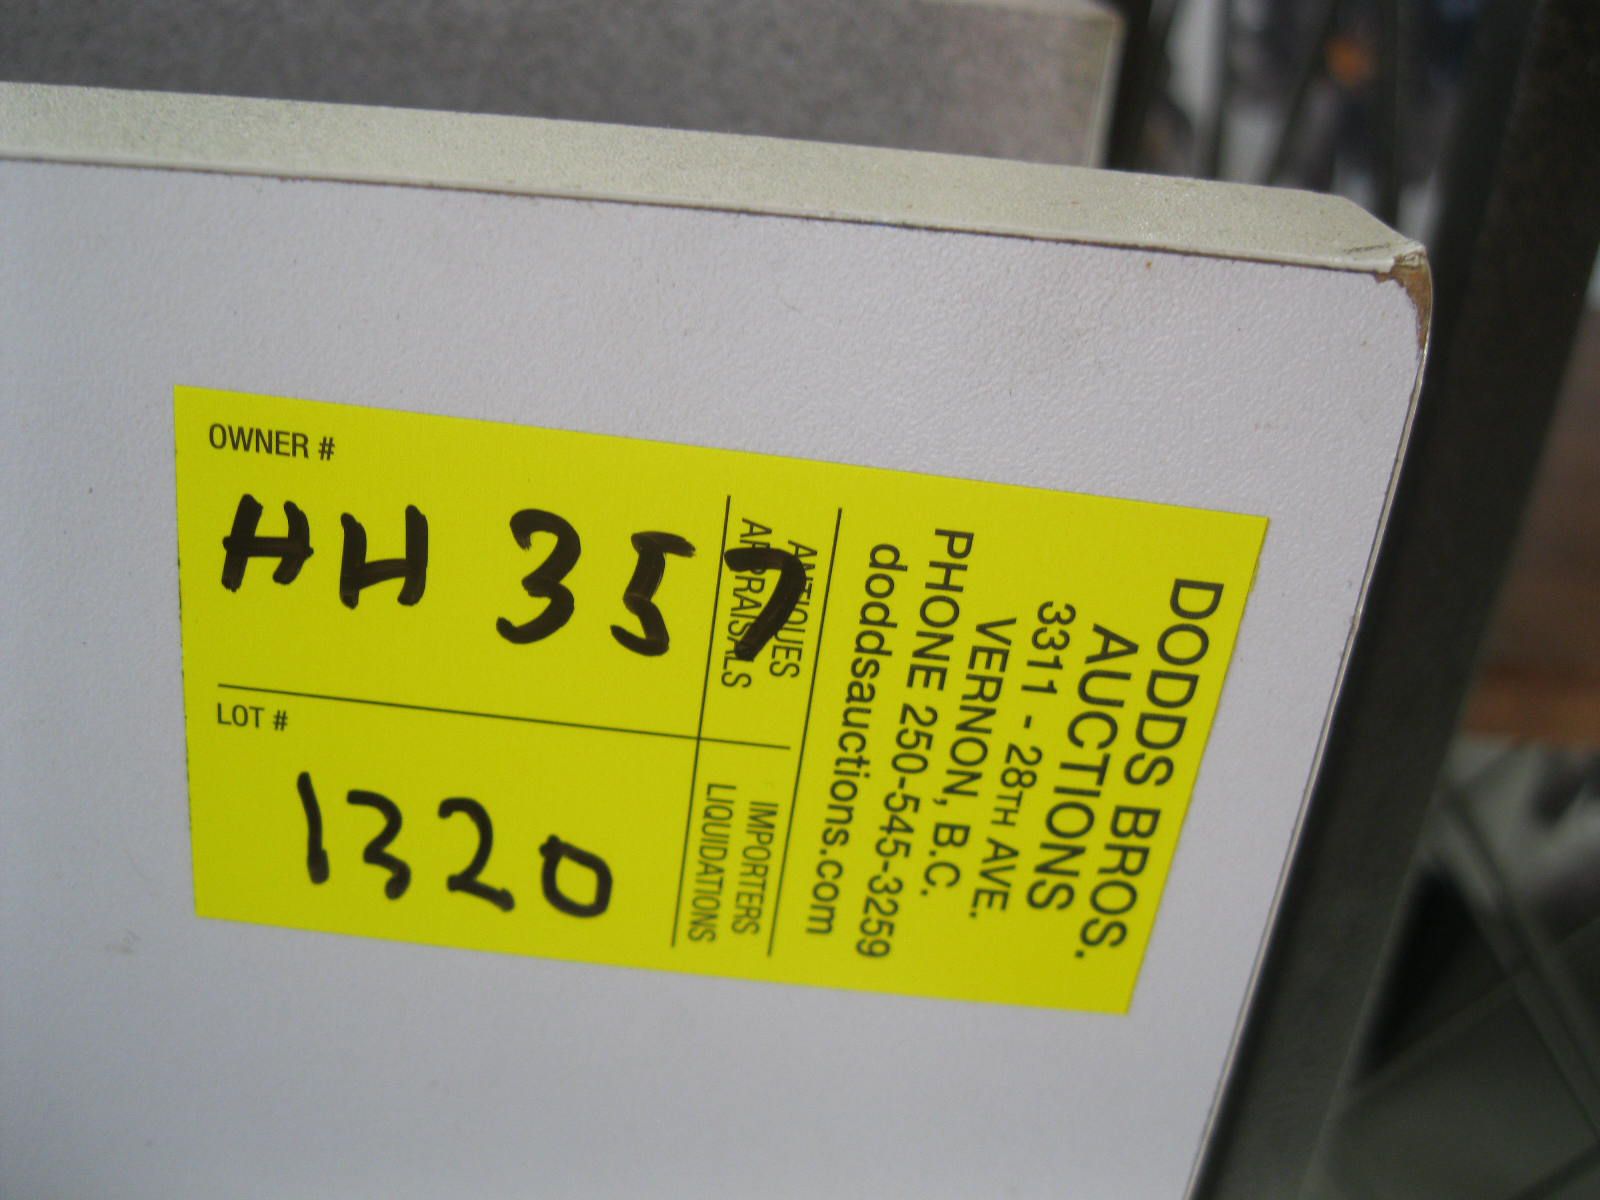 DODDS BROS.
AUCTIONS
3311 - 28TH AVE.
VERNON, B.C.
PHONE 250-545-3259
doddsauctions.com
ANTIQUES
APPRAISALS
IMPORTERS
LIQUIDATIONS
OWNER #
HH 357
LOT #
1320